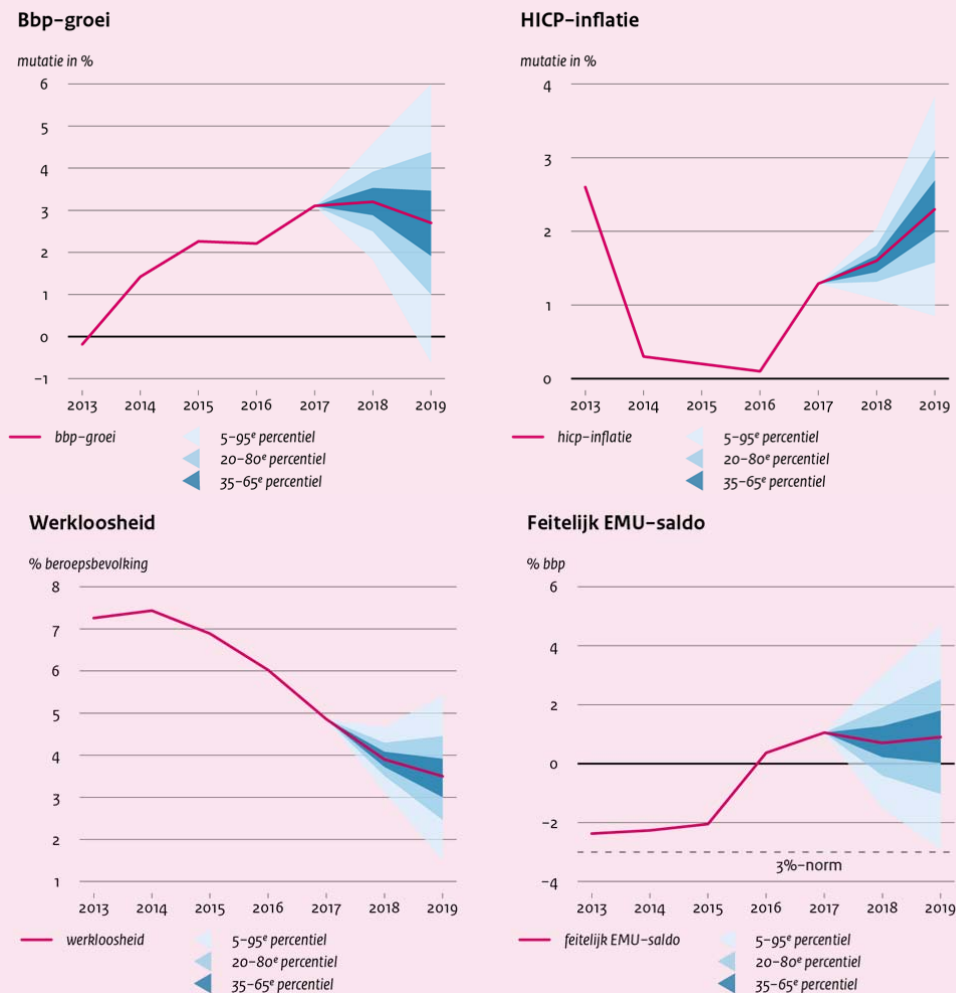 Bbp-groei
mutatie in %
6
5
4
3
2
1
0
-1
2013 2014 2015 2016 2017 2018 2019
bbp-groei
5-95e percentiel
20-80e percentiel
35-65e percentiel
HICP-inflatie
mutatie in %
4
3
2
1
0
2013 2014 2015 2016 2017 2018 2019
hicp-inflatie
5-95e percentiel
20-80e percentiel
35-65e percentiel
Werkloosheid
% beroepsbevolking
8
7
6
5
4
3
2
1
2013 2014 2015 2016 2017 2018 2019
werkloosheid
5-95e percentiel
20-80e percentiel
35-65e percentiel
Feitelijk EMU-saldo
% bbp
6
4
2
0
-2
3%-norm
-4
2013 2014 2015 2016 2017 2018 2019
feitelijk EMU-saldo
5-95e percentiel
20-80e percentiel
35-65e percentiel